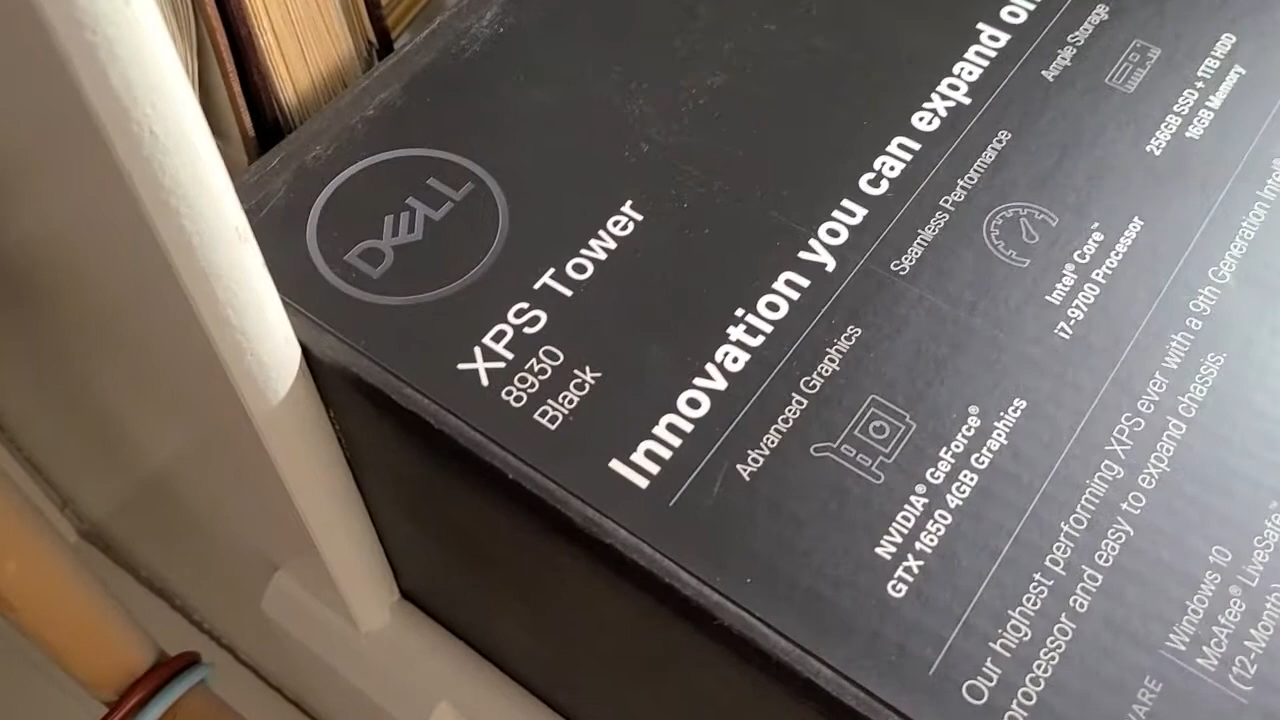 DELL
XPS Tower
8930
Black
Innovation you can expand on
Advanced Graphics
NVIDIA® GeForce®
GTX 1650 4GB Graphics
Seamless Performance
Intel® Core™
i7-9700 Processor
Ample Storage
256GB SSD + 1TB HDD
16GB Memory
Our highest performing XPS ever with a 9th Generation Intel®
processor and easy to expand chassis.
Windows 10
McAfee® LiveSafe™
(12-Month)